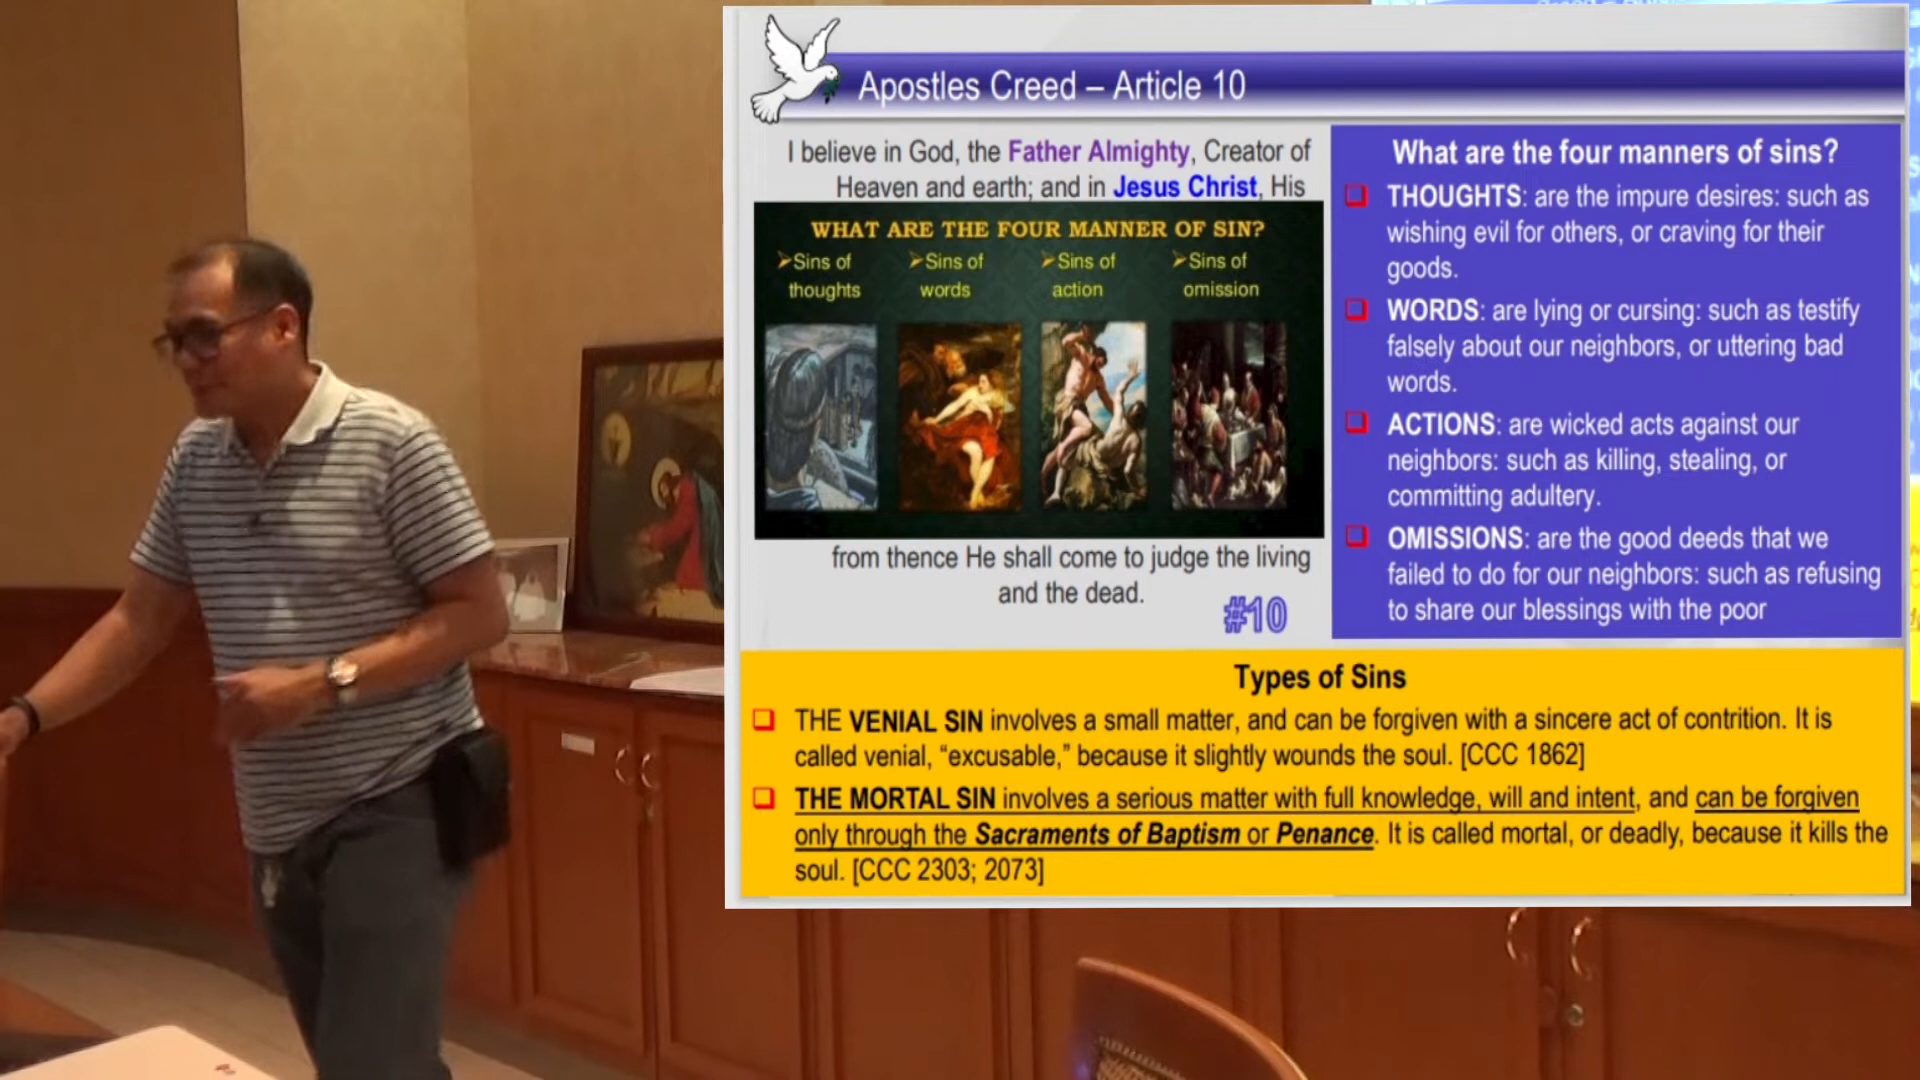 Apostles Creed – Article 10
I believe in God, the Father Almighty, Creator of
Heaven and earth; and in Jesus Christ, His
WHAT ARE THE FOUR MANNER OF SIN?
➢Sins of thoughts
➢Sins of words
➢Sins of action
➢Sins of omission
from thence He shall come to judge the living
and the dead.
#10
What are the four manners of sins?
THOUGHTS: are the impure desires: such as
wishing evil for others, or craving for their
goods.
WORDS: are lying or cursing: such as testify
falsely about our neighbors, or uttering bad
words.
ACTIONS: are wicked acts against our
neighbors: such as killing, stealing, or
committing adultery.
OMISSIONS: are the good deeds that we
failed to do for our neighbors: such as refusing
to share our blessings with the poor
Types of Sins
THE VENIAL SIN involves a small matter, and can be forgiven with a sincere act of contrition. It is
called venial, “excusable,” because it slightly wounds the soul. [CCC 1862]
THE MORTAL SIN involves a serious matter with full knowledge, will and intent, and can be forgiven
only through the Sacraments of Baptism or Penance. It is called mortal, or deadly, because it kills the
soul. [CCC 2303; 2073]